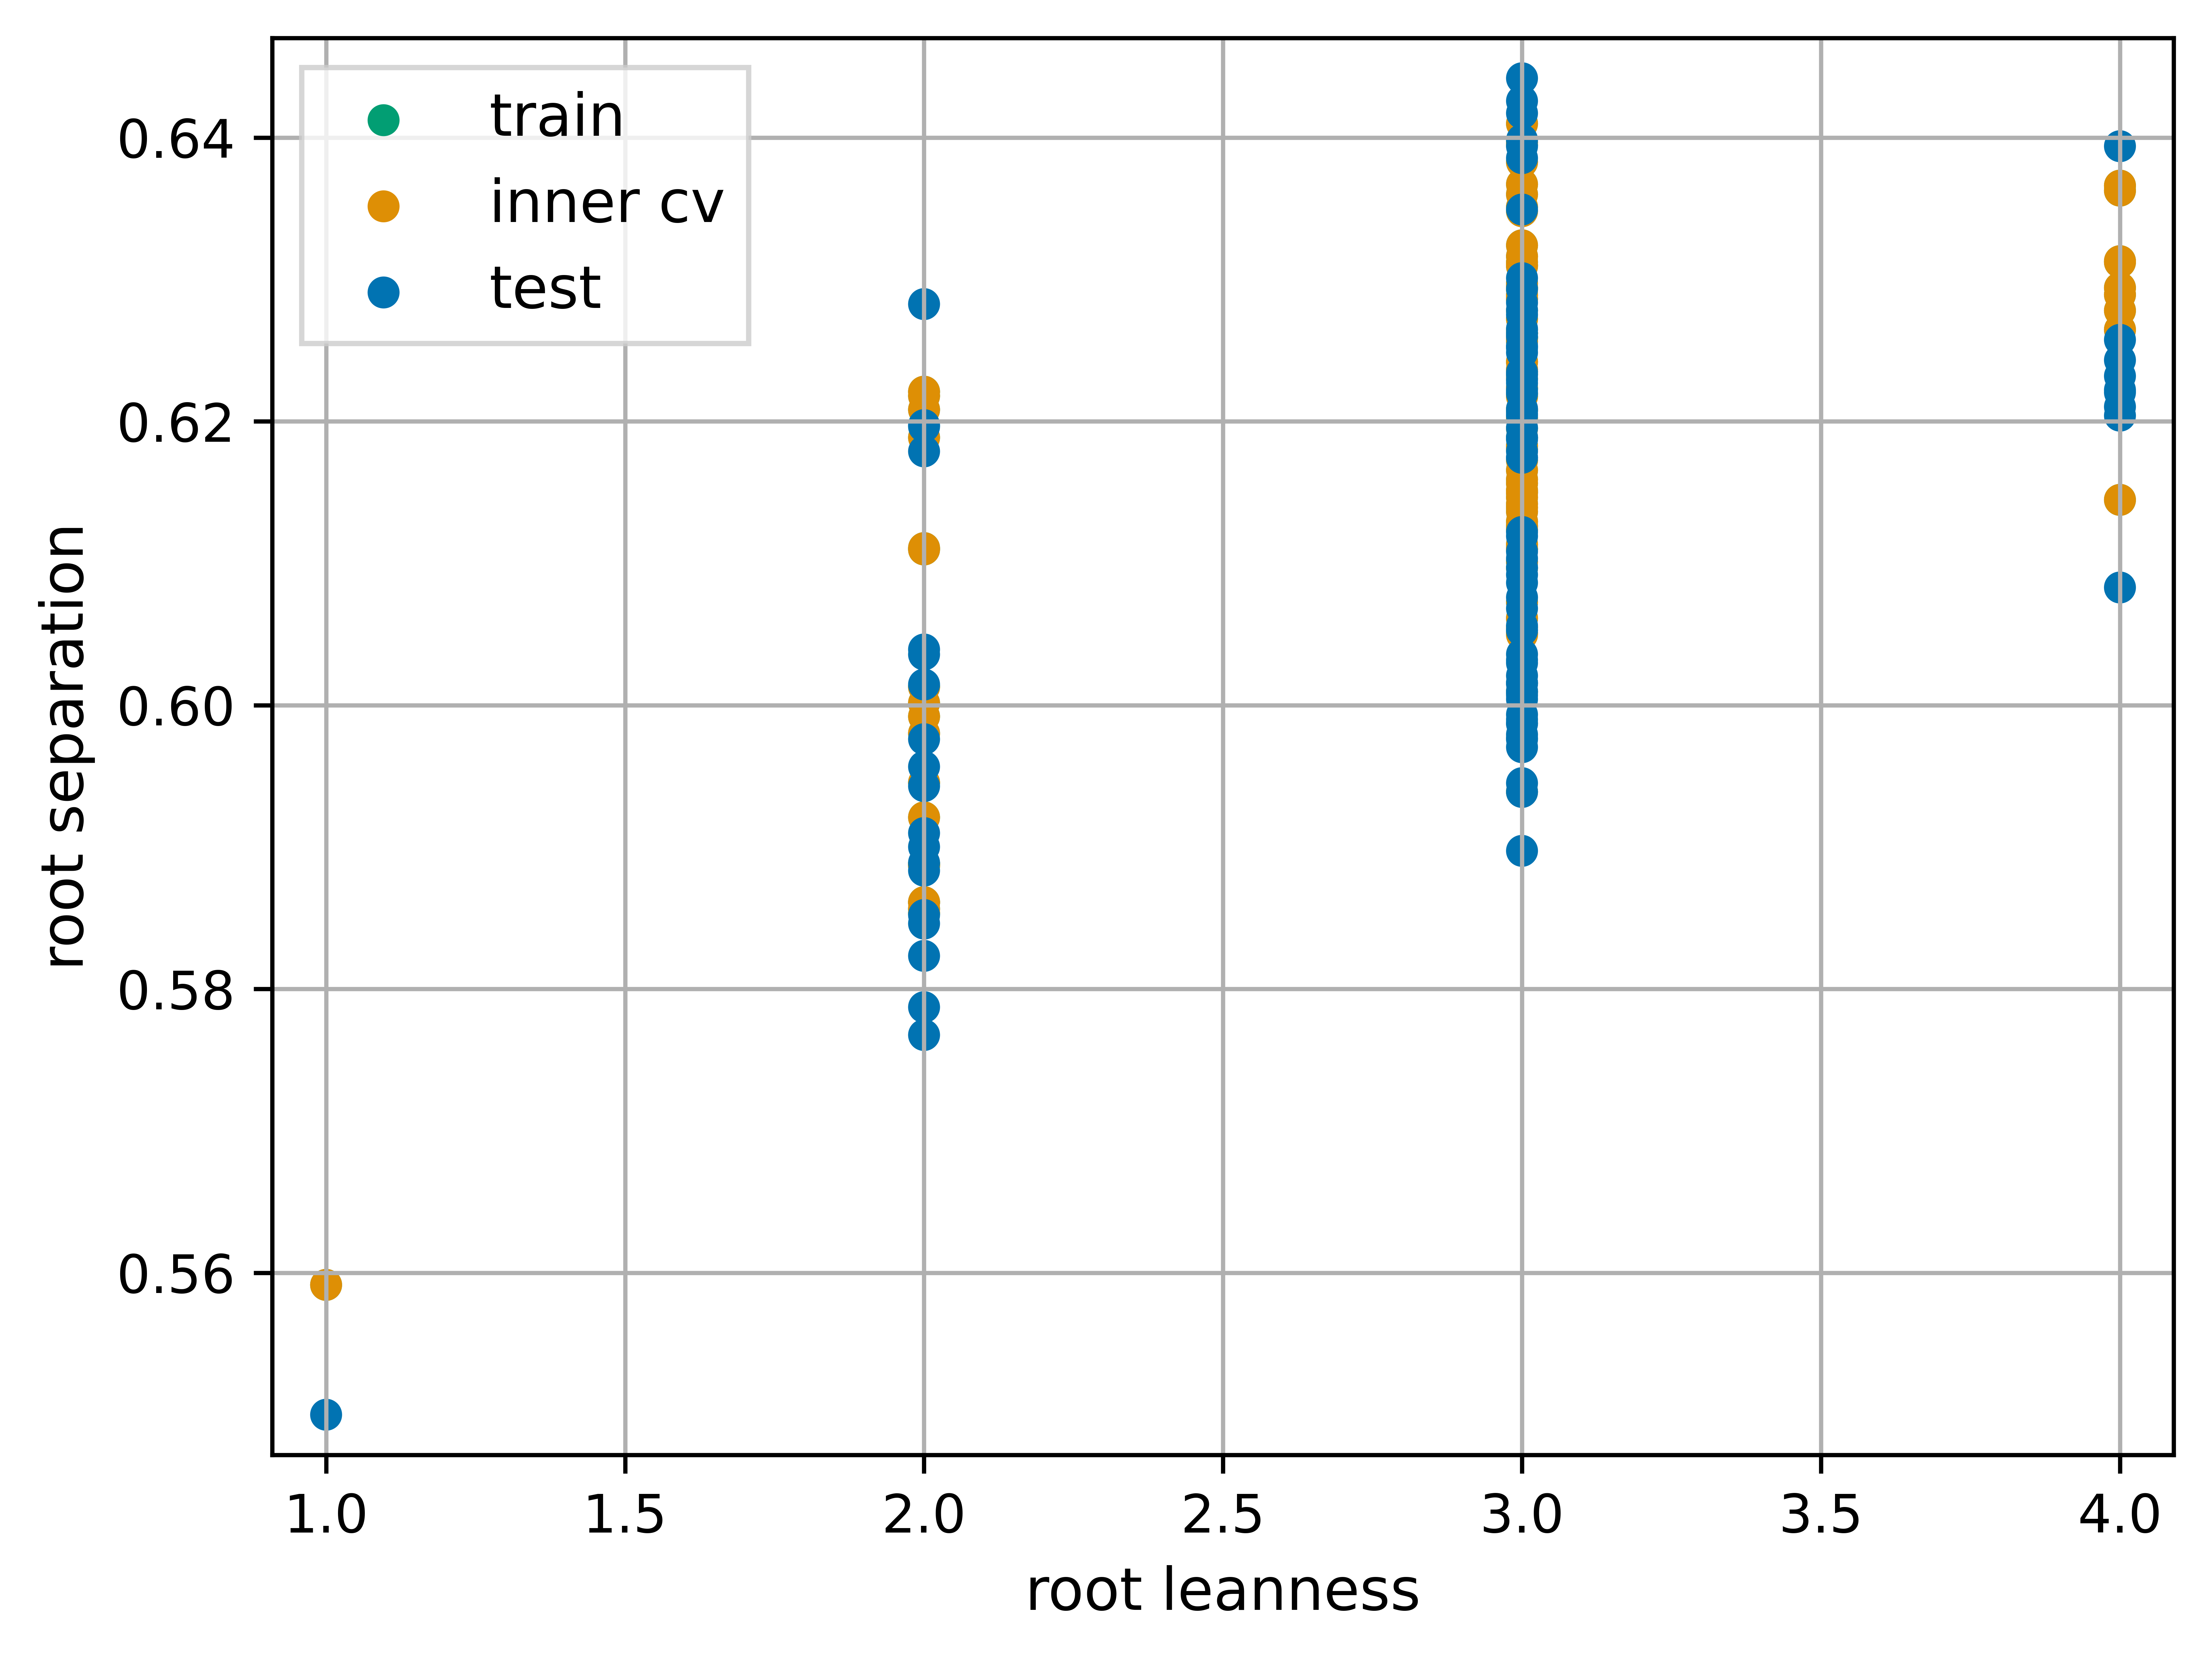 train
inner cv
test
0.64
0.62
0.60
0.58
0.56
root separation
1.0 1.5 2.0 2.5 3.0 3.5 4.0
root leanness